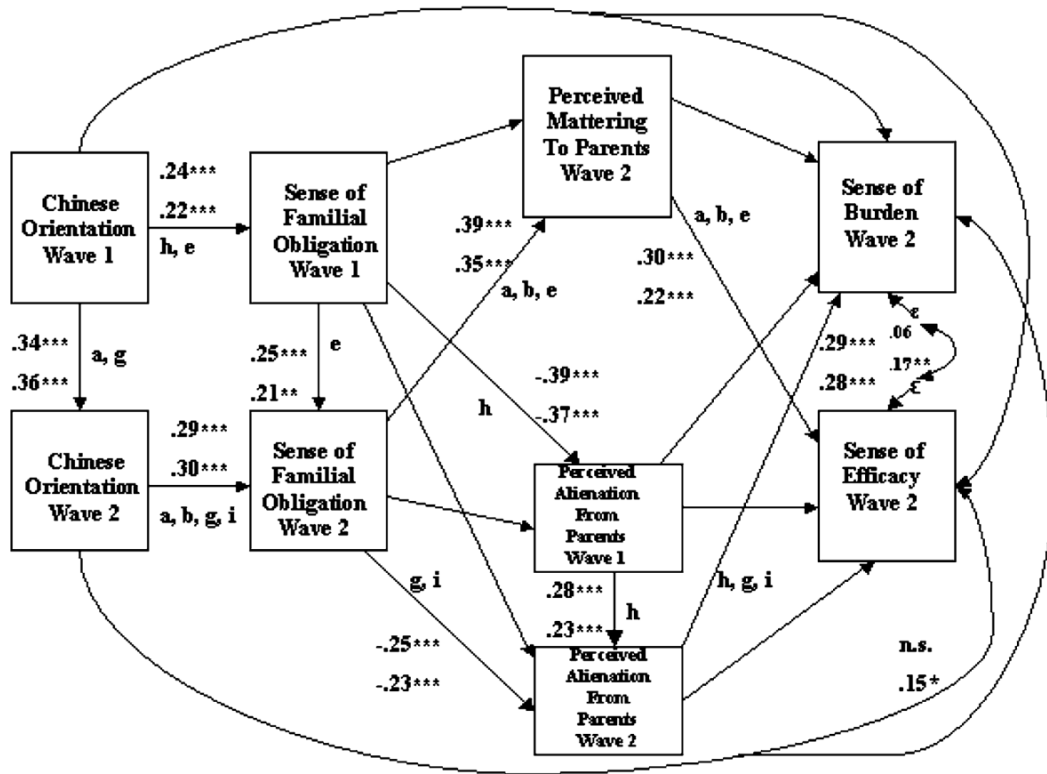 Chinese
Orientation
Wave 1
.24***
.22***
h, e
Sense of
Familial
Obligation
Wave 1
Perceived
Mattering
To Parents
Wave 2
Sense of
Burden
Wave 2
.39***
.35***
a, b, e
a, b, e
.30***
.22***
.34***
.36***
a, g
.25***
.21**
e
-.39***
-.37***
h
.29***
.28***
ε
.06
.17**
ε
Chinese
Orientation
Wave 2
.29***
.30***
a, b, g, i
Sense of
Familial
Obligation
Wave 2
Perceived
Alienation
From
Parents
Wave 1
Sense of
Efficacy
Wave 2
g, i
-.25***
-.23***
.28***
.23***
h
h, g, i
Perceived
Alienation
From
Parents
Wave 2
n.s.
.15*